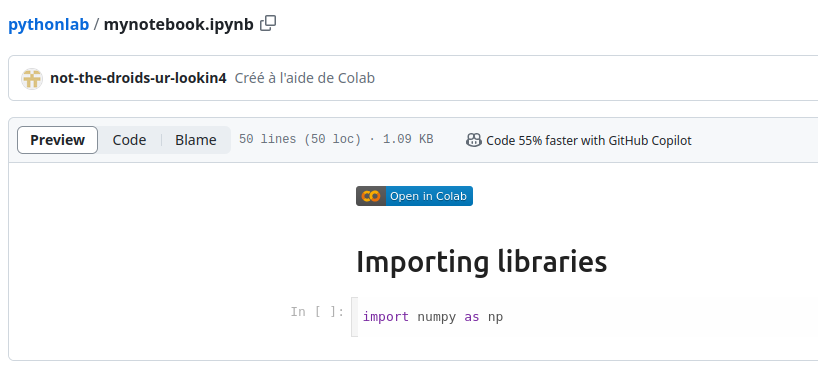 pythonlab / mynotebook.ipynb
not-the-droids-ur-lookin4 Créé à l'aide de Colab
Preview Code Blame 50 lines (50 loc) · 1.09 KB Code 55% faster with GitHub Copilot
Open in Colab
Importing libraries
In [ ]: import numpy as np